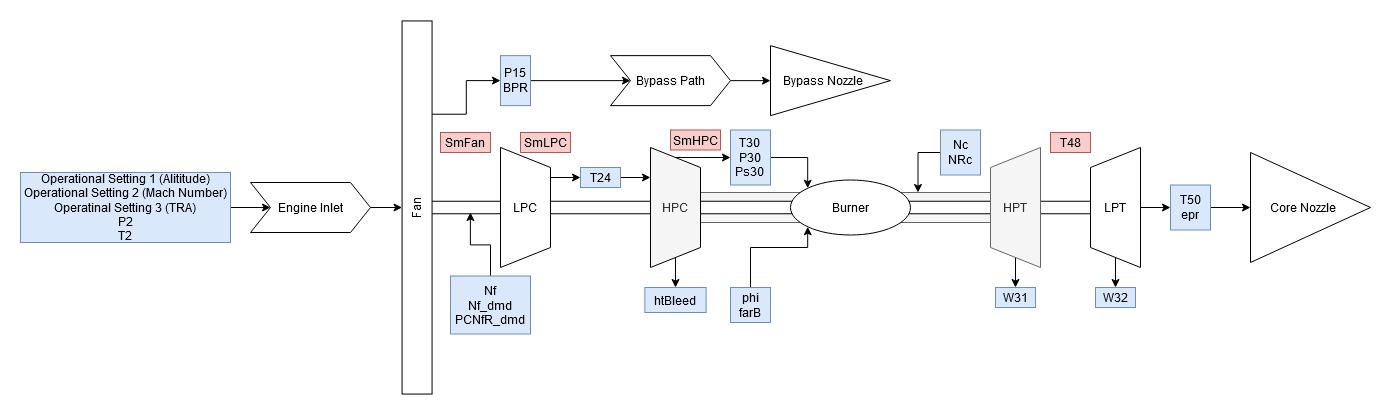 P15
BPR
Bypass Path
Bypass Nozzle
SmFan
SmLPC
SmHPC
T30
P30
Ps30
Nc
NRc
T48
Operational Setting 1 (Alititude)
Operational Setting 2 (Mach Number)
Operatinal Setting 3 (TRA)
P2
T2
Engine Inlet
Fan
LPC
T24
HPC
Burner
HPT
LPT
T50
epr
Core Nozzle
Nf
Nf_dmd
PCNfR_dmd
htBleed
phi
farB
W31
W32